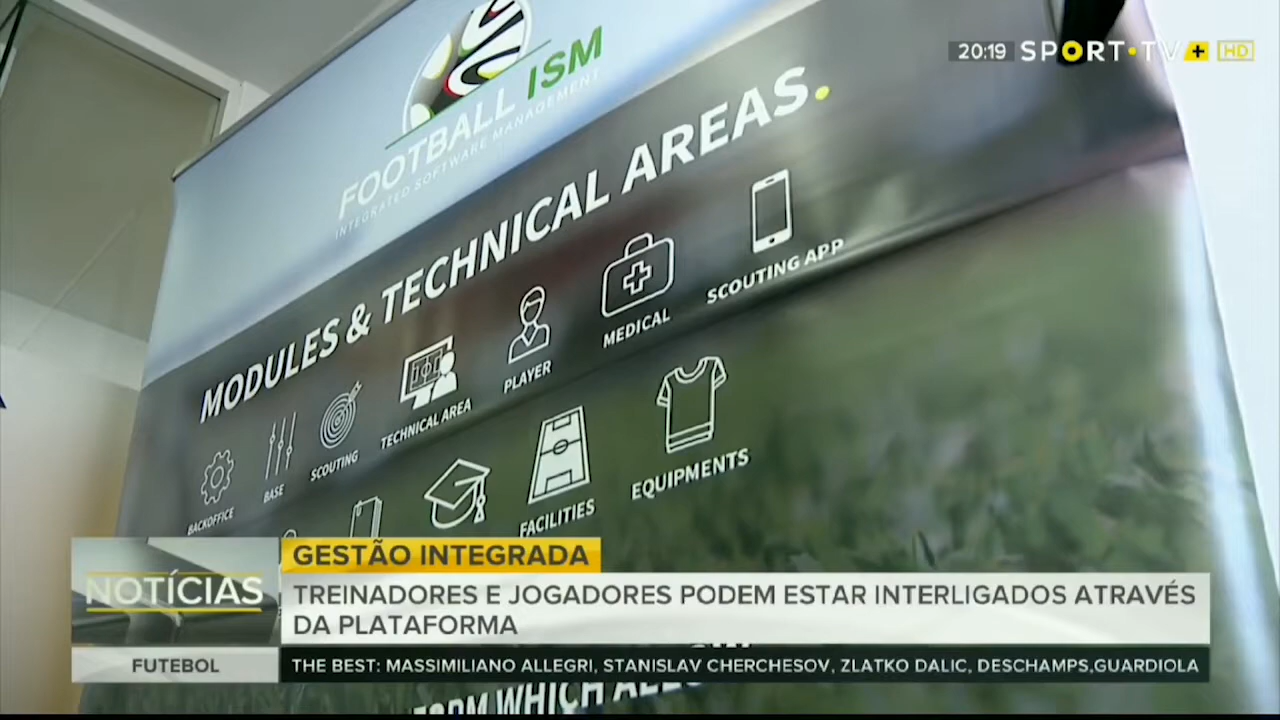 20:19 SPORT•TV+ HD
FOOTBALL ISM
INTEGRATED SOFTWARE MANAGEMENT
MODULES & TECHNICAL AREAS.
BACKOFFICE
BASE
SCOUTING
TECHNICAL AREA
PLAYER
MEDICAL
SCOUTING APP
FACILITIES
EQUIPMENTS
NOTÍCIAS
GESTÃO INTEGRADA
TREINADORES E JOGADORES PODEM ESTAR INTERLIGADOS ATRAVÉS
DA PLATAFORMA
FUTEBOL
THE BEST: MASSIMILIANO ALLEGRI, STANISLAV CHERCHESOV, ZLATKO DALIC, DESCHAMPS,GUARDIOLA
WHICH